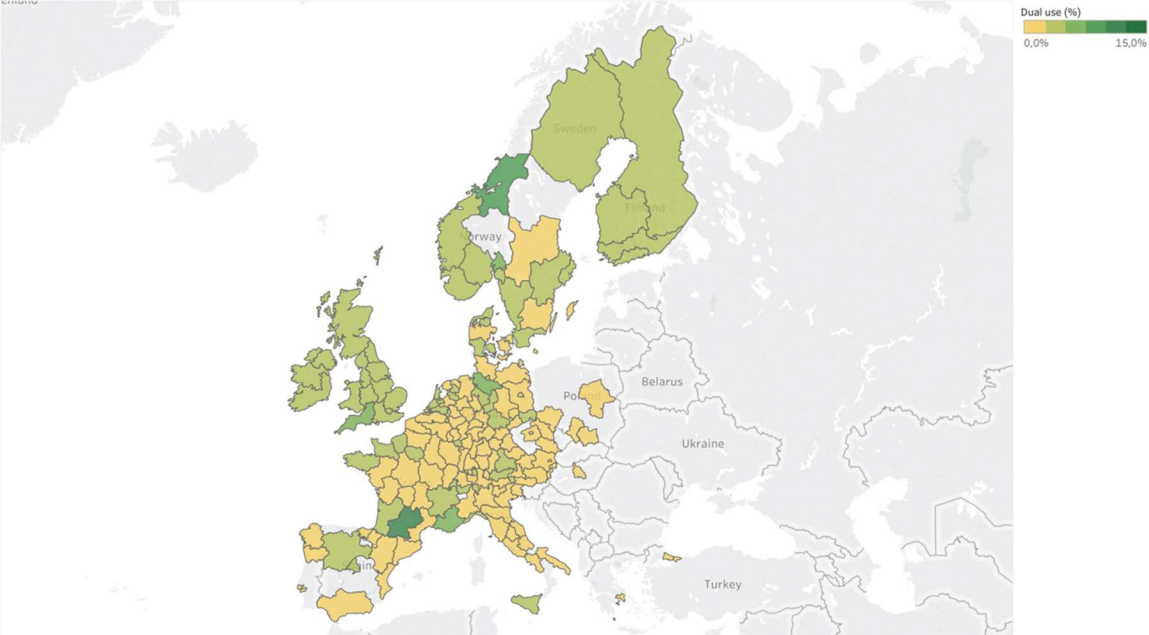 Dual use (%)
0,0% 15,0%
Sweden
Finland
Norway
Belarus
Poland
Ukraine
Turkey